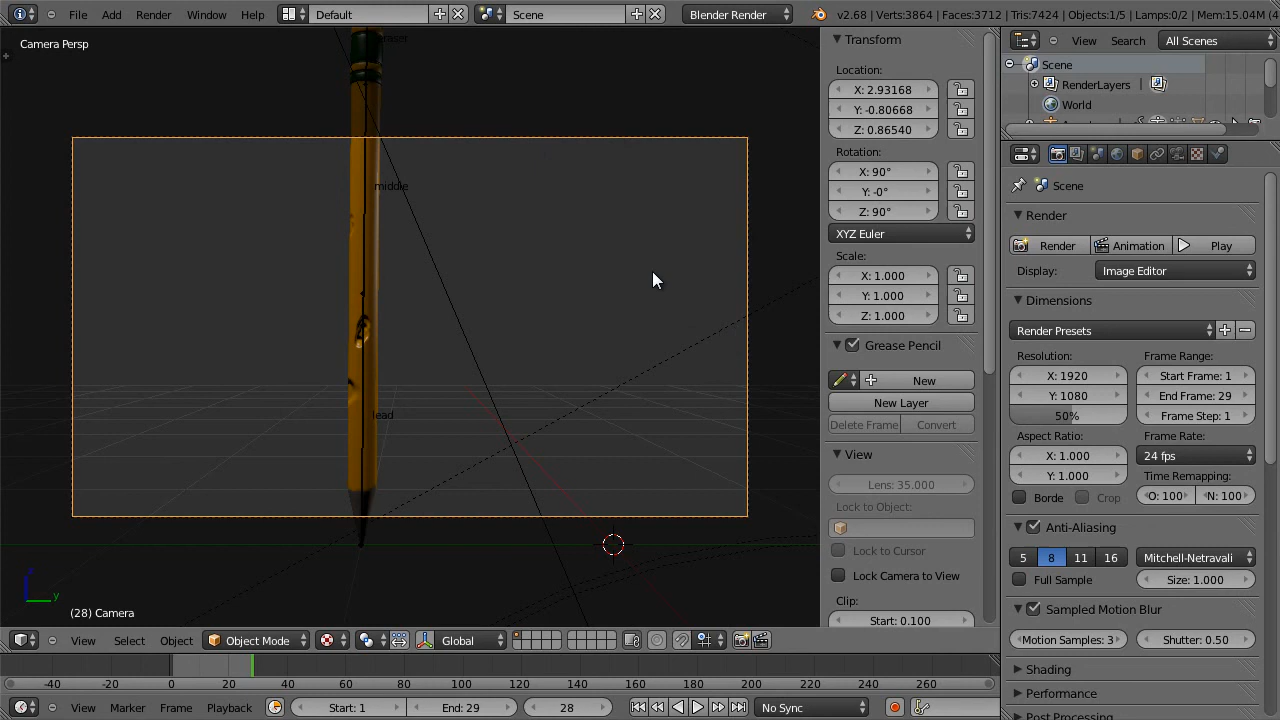 File Add Render Window Help Default Scene Blender Render v2.68 | Verts:3864 | Faces:3712 | Tris:7424 | Objects:1/5 | Lamps:0/2 | Mem:15.04M (4
Camera Persp
eraser
middle
lead
z
y
(28) Camera
Transform
Location:
X: 2.93168
Y: -0.80668
Z: 0.86540
Rotation:
X: 90°
Y: -0°
Z: 90°
XYZ Euler
Scale:
X: 1.000
Y: 1.000
Z: 1.000
Grease Pencil
New
New Layer
Delete Frame Convert
View
Lens: 35.000
Lock to Object:
Lock to Cursor
Lock Camera to View
Clip:
Start: 0.100
View Search All Scenes
Scene
RenderLayers |
World
Scene
Render
Render Animation Play
Display: Image Editor
Dimensions
Render Presets
Resolution: Frame Range:
X: 1920 Start Frame: 1
Y: 1080 End Frame: 29
50% Frame Step: 1
Aspect Ratio: Frame Rate:
X: 1.000 24 fps
Y: 1.000 Time Remapping:
Borde Crop O: 100 N: 100
Anti-Aliasing
5 8 11 16 Mitchell-Netravali
Full Sample Size: 1.000
Sampled Motion Blur
Motion Samples: 3 Shutter: 0.50
Shading
Performance
Post Processing
View Select Object Object Mode Global
-40 -20 0 20 40 60 80 100 120 140 160 180 200 220 240 260
View Marker Frame Playback Start: 1 End: 29 28 No Sync